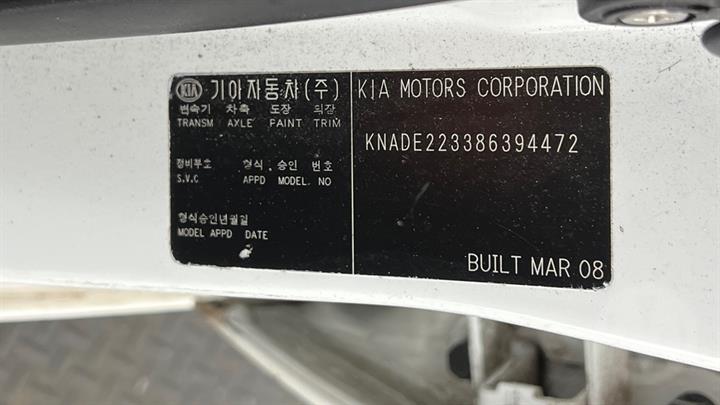 KIA 기아자동차(주)
변속기 차축 도장 의장
TRANSM AXLE PAINT TRIM
정비부호 형식 승인 번호
S.V.C APPD MODEL NO
형식승인년월일
MODEL APPD DATE
KIA MOTORS CORPORATION
KNADE223386394472
BUILT MAR 08